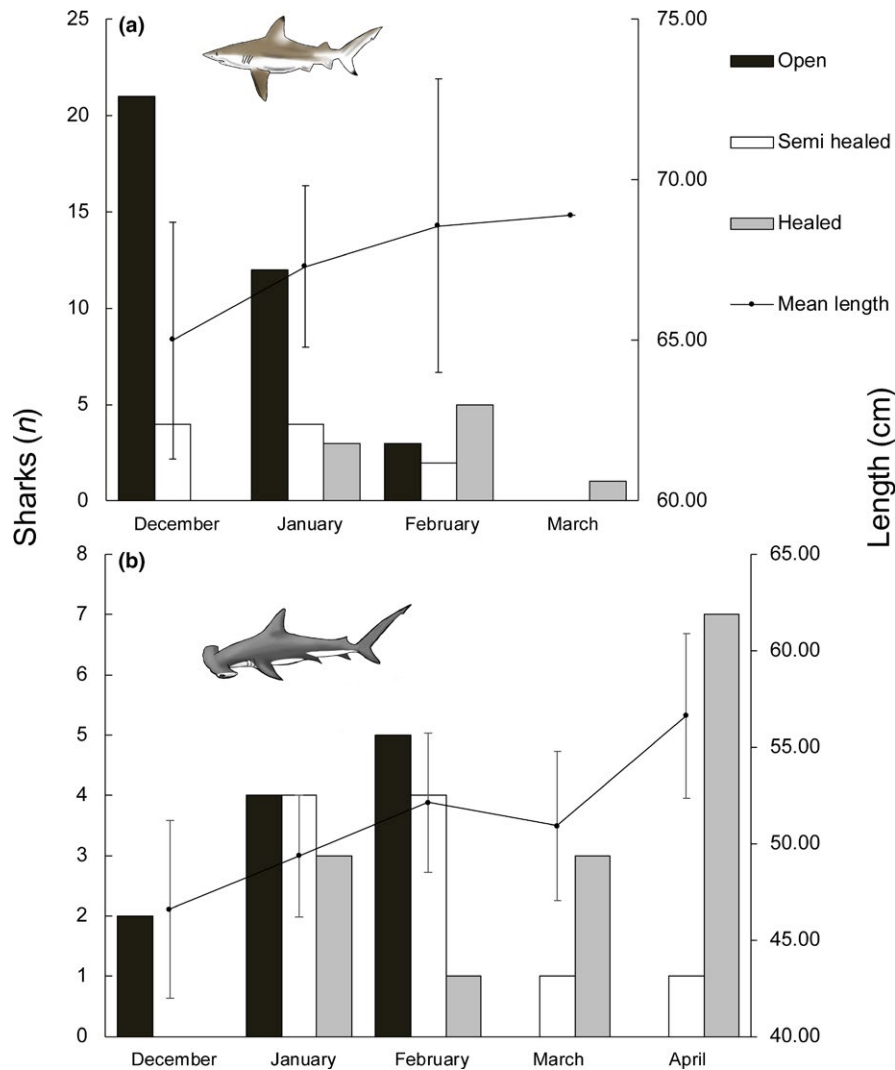 (a)
25
20
15
10
5
0
75.00
70.00
65.00
60.00
Open
Semi healed
Healed
Mean length
December January February March
Sharks (n)
Length (cm)
(b)
8
7
6
5
4
3
2
1
0
65.00
60.00
55.00
50.00
45.00
40.00
December January February March April